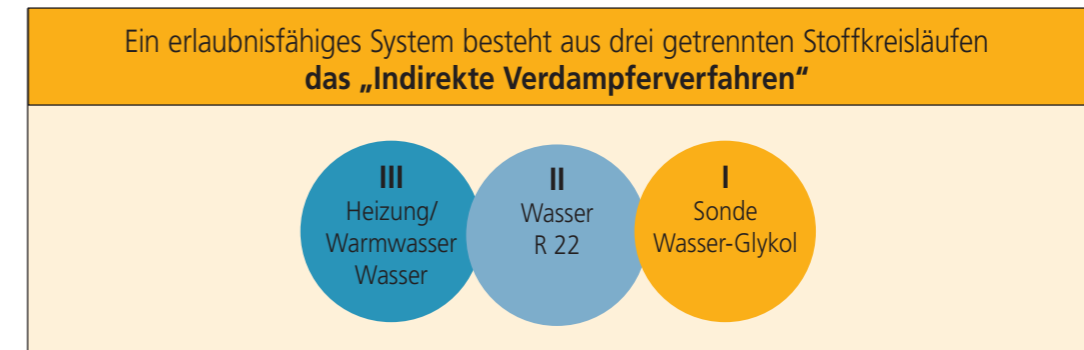 Ein erlaubnisfähiges System besteht aus drei getrennten Stoffkreisläufen
das „Indirekte Verdampferverfahren“
III
Heizung/
Warmwasser
Wasser
II
Wasser
R 22
I
Sonde
Wasser-Glykol